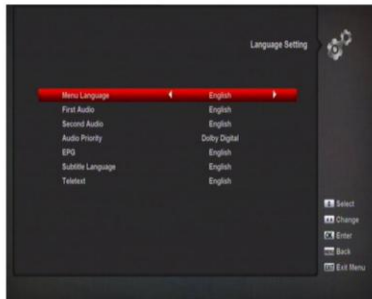 Language Setting
Menu Language English
First Audio English
Second Audio English
Audio Priority Dolby Digital
EPG English
Subtitle Language English
Teletext English
Select
Change
OK Enter
Back
EXIT Exit Menu